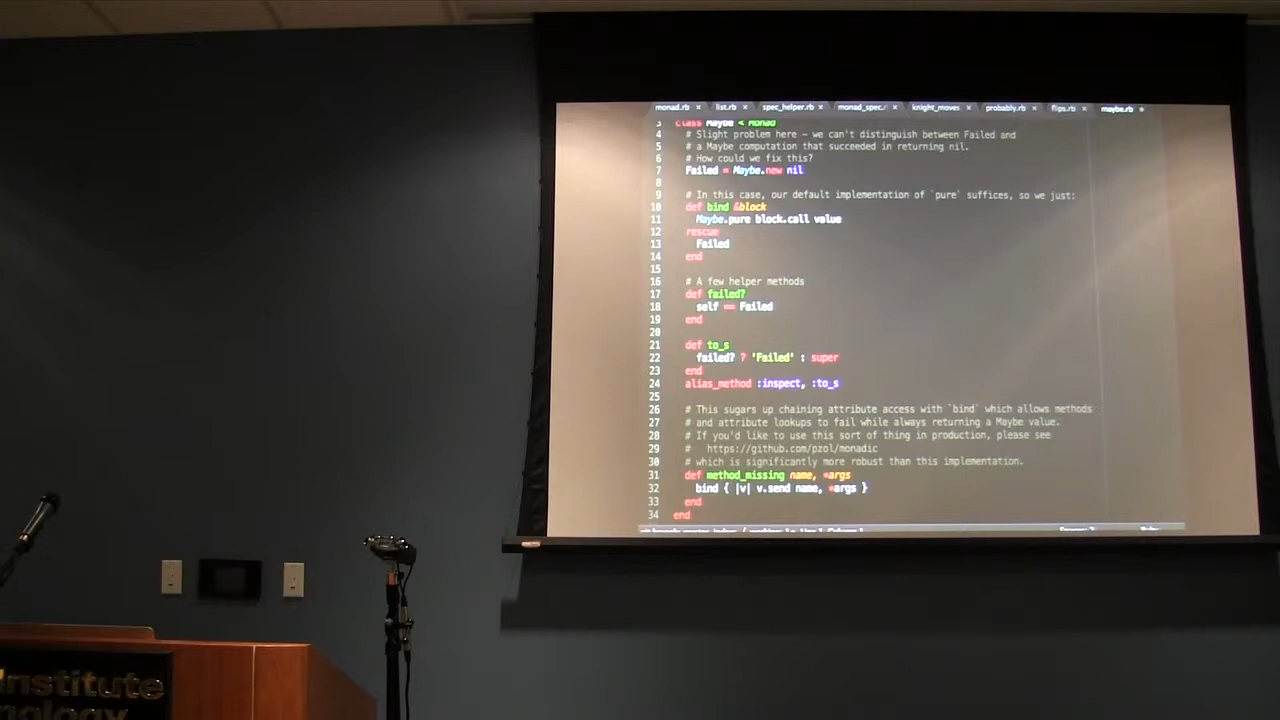 monad.rb × list.rb × spec_helper.rb × monad_spec. × knight_moves × probably.rb × flips.rb × maybe.rb
3 class Maybe < Monad
4 # Slight problem here – we can't distinguish between Failed and
5 # a Maybe computation that succeeded in returning nil.
6 # How could we fix this?
7 Failed = Maybe.new nil
8
9 # In this case, our default implementation of `pure` suffices, so we just:
10 def bind &block
11 Maybe.pure block.call value
12 rescue
13 Failed
14 end
15
16 # A few helper methods
17 def failed?
18 self == Failed
19 end
20
21 def to_s
22 failed? ? 'Failed' : super
23 end
24 alias_method :inspect, :to_s
25
26 # This sugars up chaining attribute access with `bind` which allows methods
27 # and attribute lookups to fail while always returning a Maybe value.
28 # If you'd like to use this sort of thing in production, please see
29 # https://github.com/pzol/monadic
30 # which is significantly more robust than this implementation.
31 def method_missing name, *args
32 bind { |v| v.send name, *args }
33 end
34 end
Institute